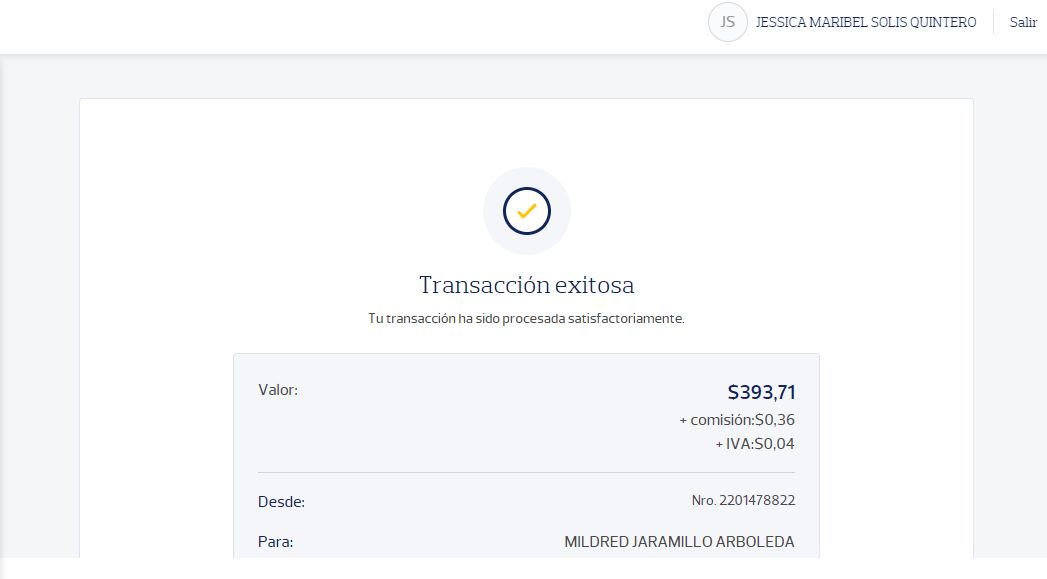 JS JESSICA MARIBEL SOLIS QUINTERO Salir
Transacción exitosa
Tu transacción ha sido procesada satisfactoriamente.
Valor: $393,71
+ comisión:$0,36
+ IVA:$0,04
Desde: Nro. 2201478822
Para: MILDRED JARAMILLO ARBOLEDA